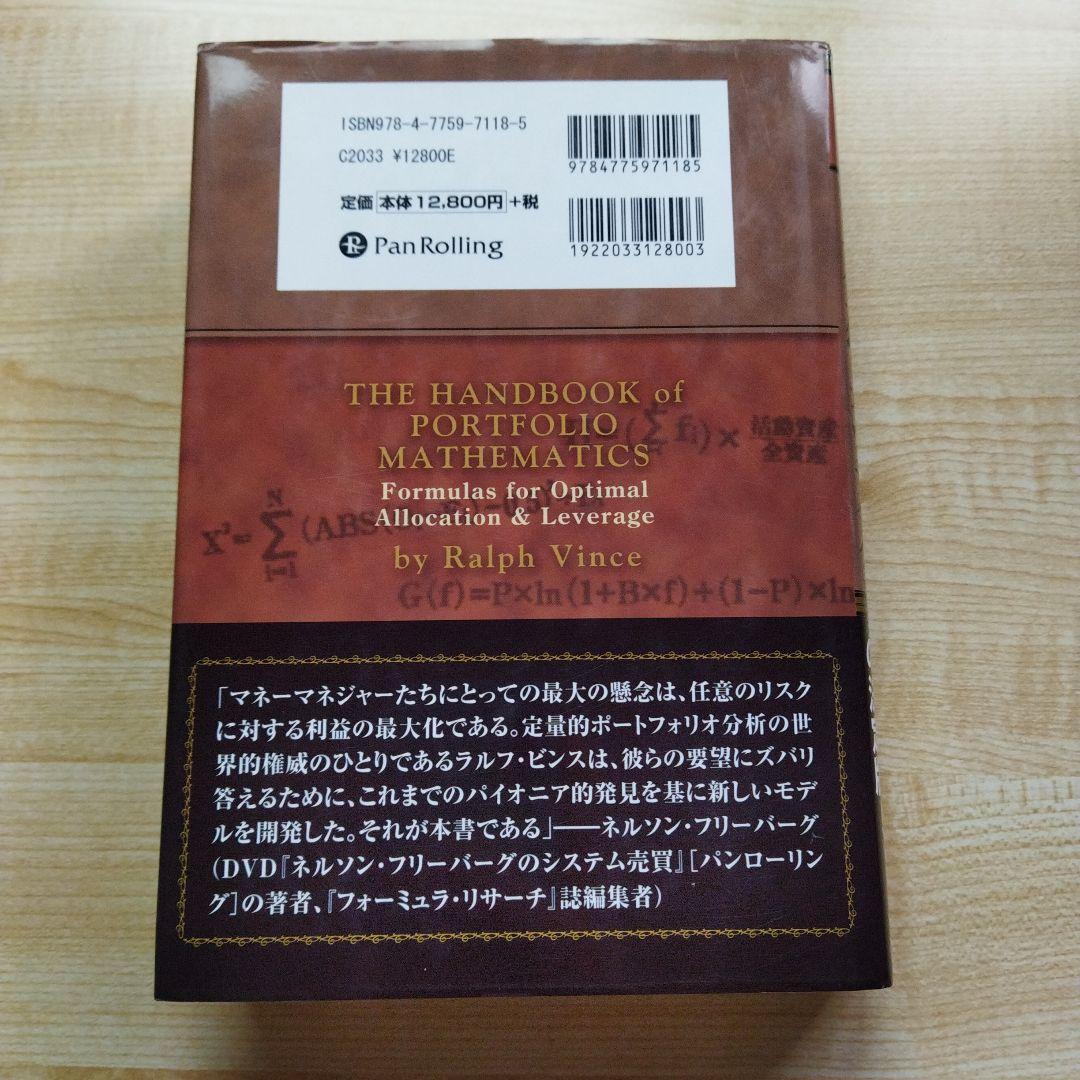 ISBN978-4-7759-7118-5
C2033 ¥12800E
9784775971185
定価 本体12,800円 +税
PanRolling
1922033128003
THE HANDBOOK of
PORTFOLIO
MATHEMATICS
Formulas for Optimal
Allocation & Leverage
by Ralph Vince
fi)× 活動資産
全資産
X'= Σ (ABS(
G(f)=P×ln(1+B×f)+(1-P)×ln
「マネーマネジャーたちにとっての最大の懸念は、任意のリスク
に対する利益の最大化である。定量的ポートフォリオ分析の世
界的権威のひとりであるラルフ・ビンスは、彼らの要望にズバリ
答えるために、これまでのパイオニア的発見を基に新しいモデ
ルを開発した。それが本書である」――ネルソン・フリーバーグ
(DVD『ネルソン・フリーバーグのシステム売買』[パンローリン
グ]の著者、『フォーミュラ・リサーチ』誌編集者)